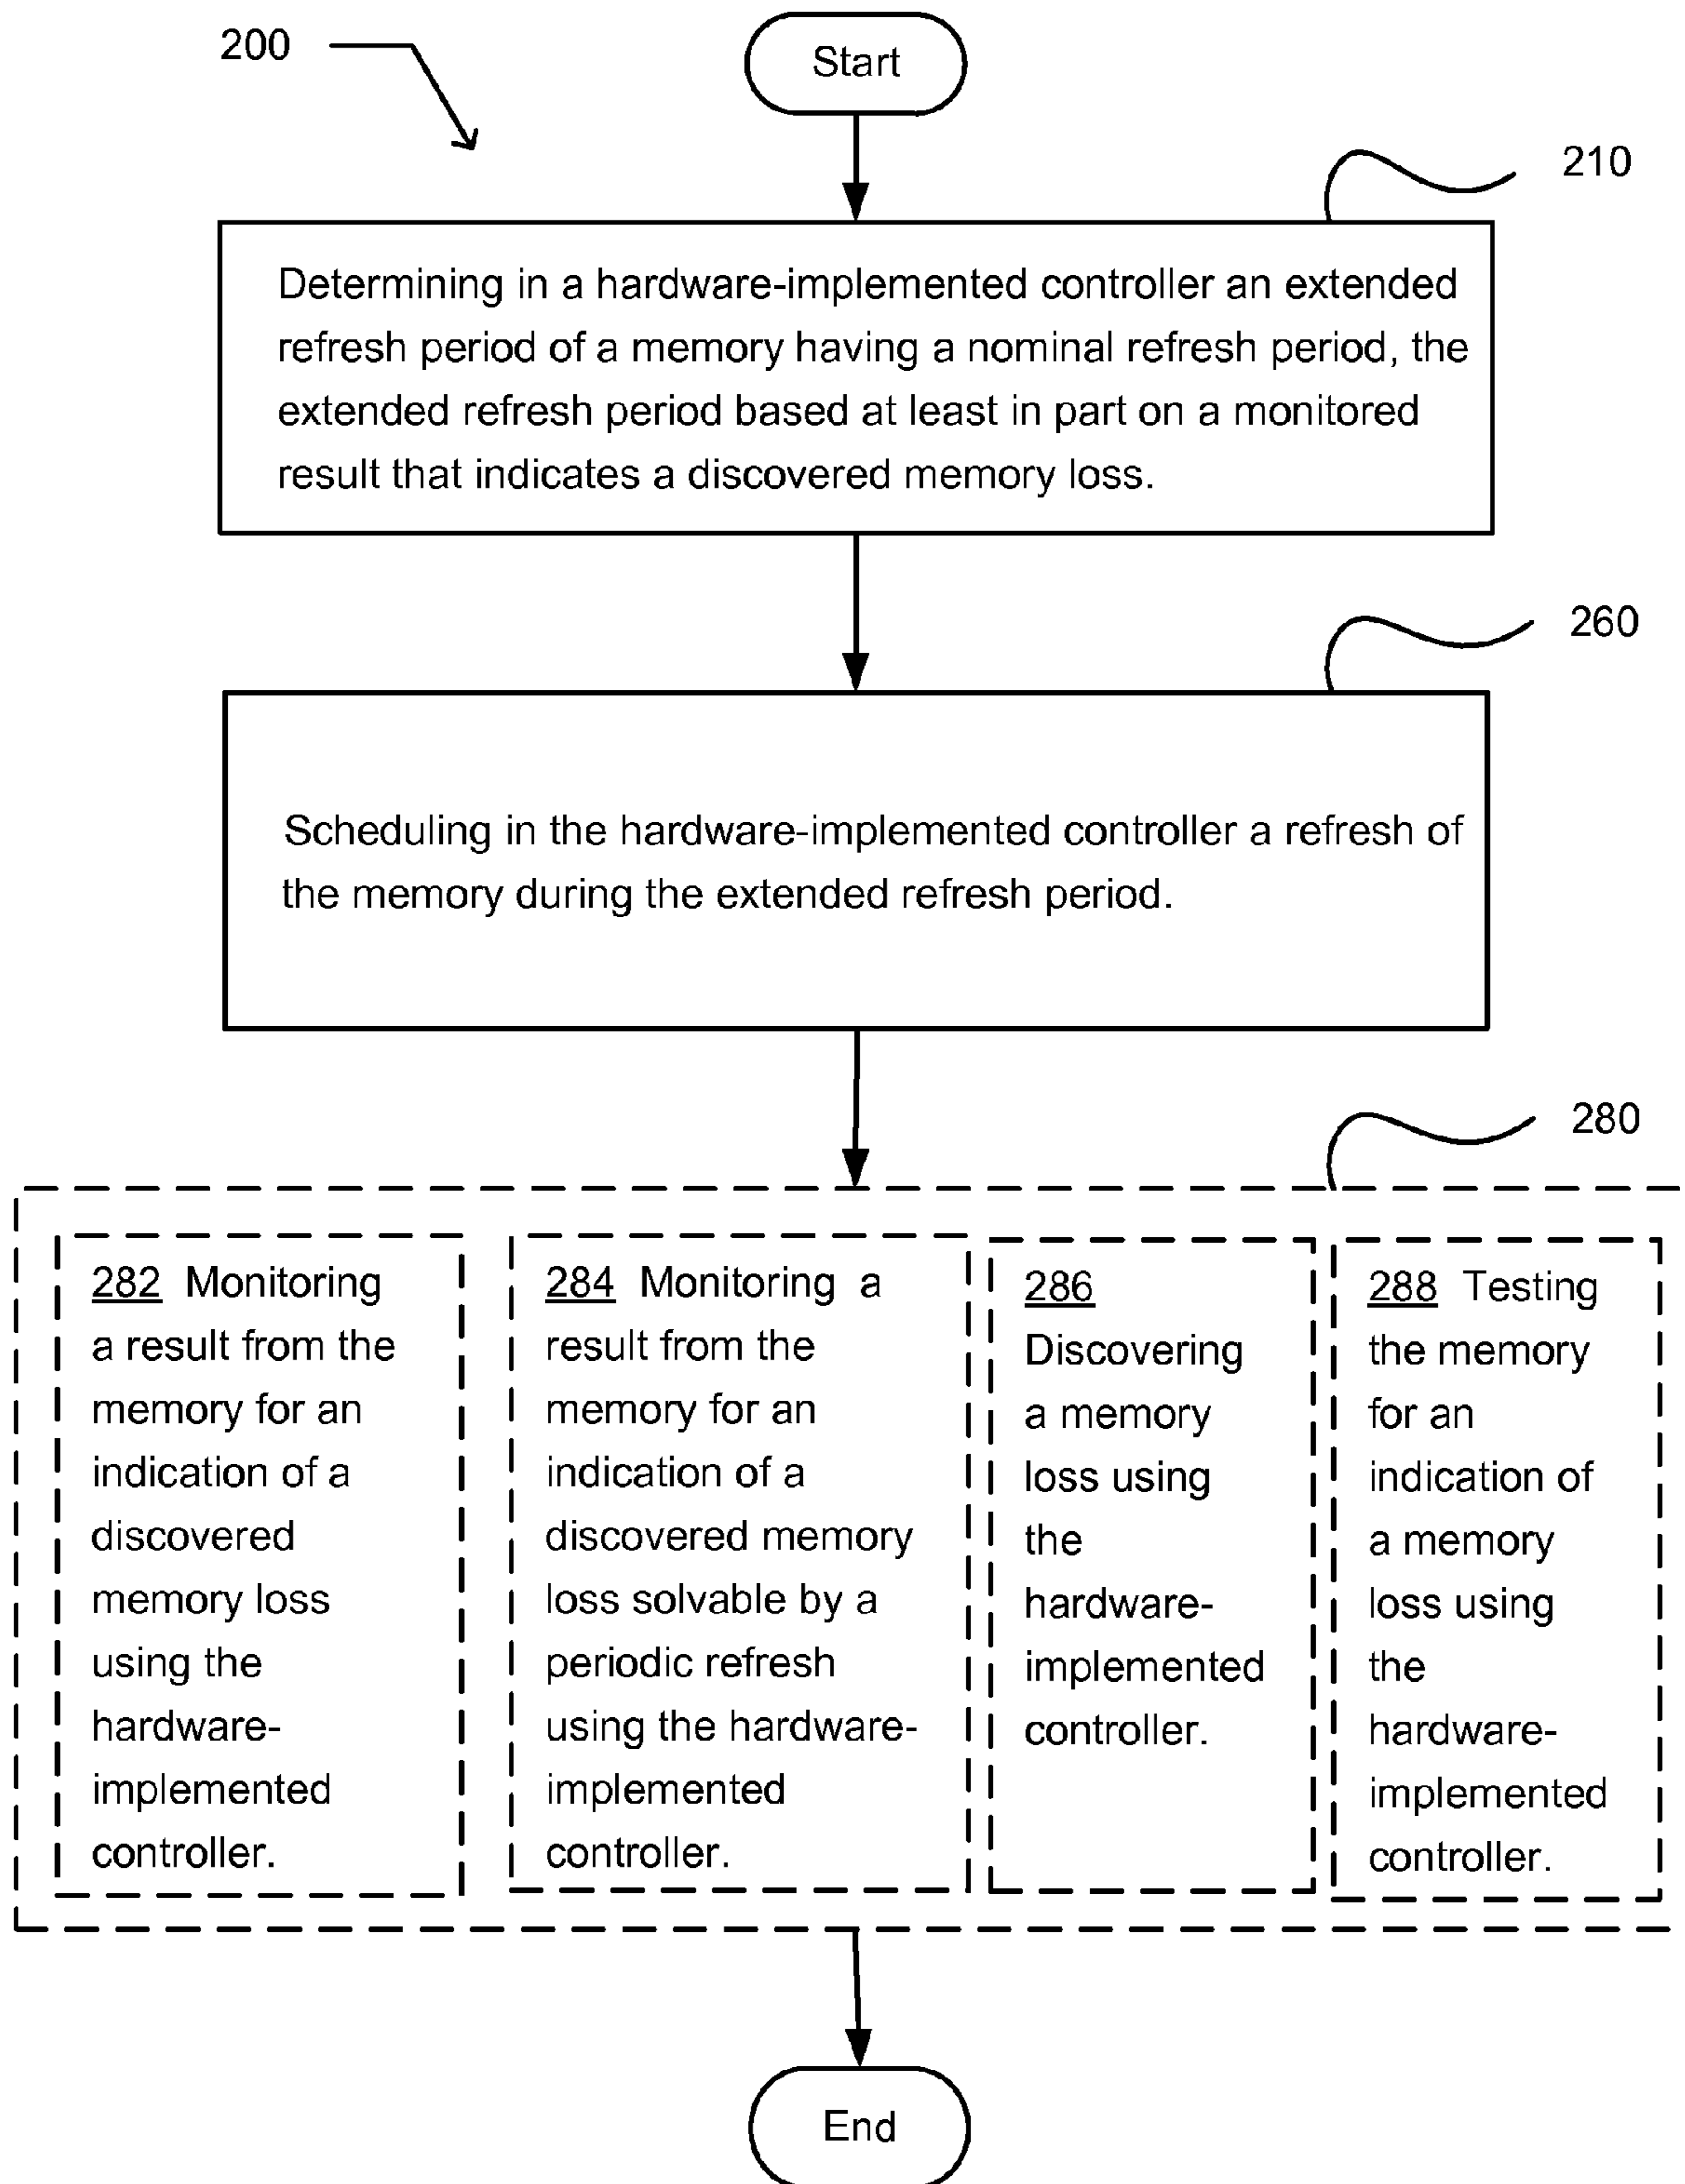 200
Start
210
Determining in a hardware-implemented controller an extended
refresh period of a memory having a nominal refresh period, the
extended refresh period based at least in part on a monitored
result that indicates a discovered memory loss.
260
Scheduling in the hardware-implemented controller a refresh of
the memory during the extended refresh period.
280
282 Monitoring
a result from the
memory for an
indication of a
discovered
memory loss
using the
hardware-
implemented
controller.
284 Monitoring a
result from the
memory for an
indication of a
discovered memory
loss solvable by a
periodic refresh
using the hardware-
implemented
controller.
286
Discovering
a memory
loss using
the
hardware-
implemented
controller.
288 Testing
the memory
for an
indication of
a memory
loss using
the
hardware-
implemented
controller.
End